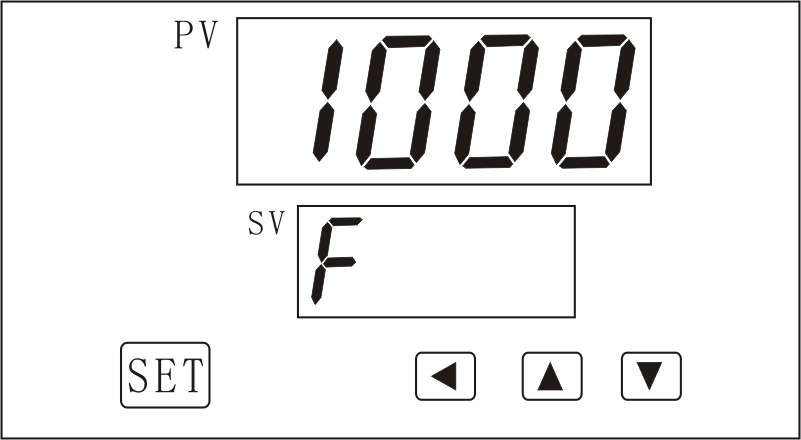 PV 1000
SV F
SET ◀ ▲ ▼